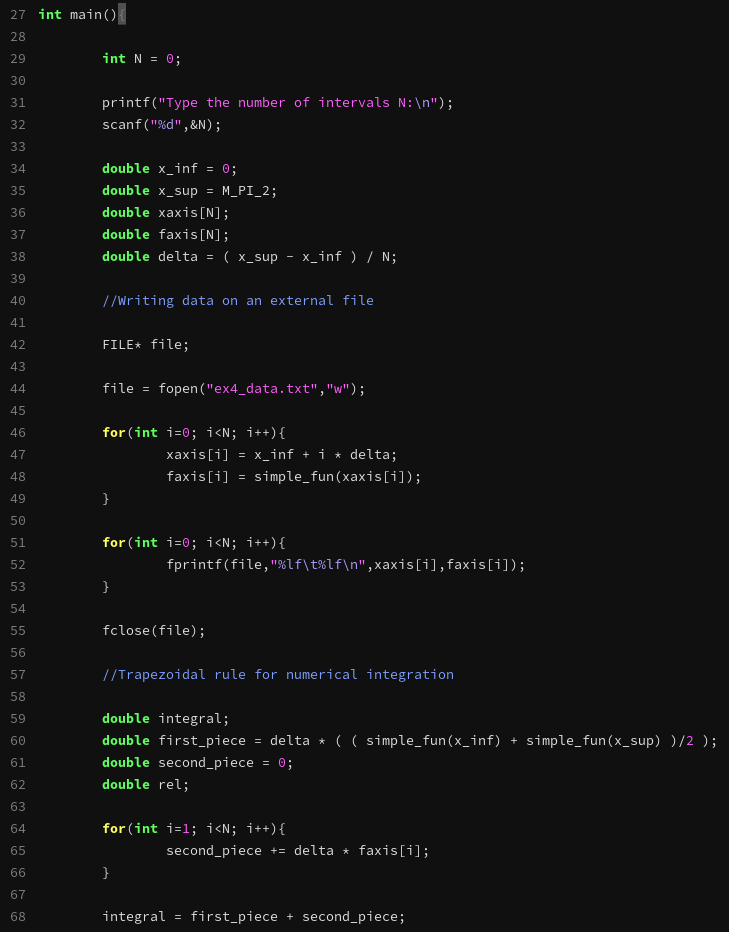 27 int main(){
28
29         int N = 0;
30
31         printf("Type the number of intervals N:\n");
32         scanf("%d",&N);
33
34         double x_inf = 0;
35         double x_sup = M_PI_2;
36         double xaxis[N];
37         double faxis[N];
38         double delta = ( x_sup - x_inf ) / N;
39
40         //Writing data on an external file
41
42         FILE* file;
43
44         file = fopen("ex4_data.txt","w");
45
46         for(int i=0; i<N; i++){
47                 xaxis[i] = x_inf + i * delta;
48                 faxis[i] = simple_fun(xaxis[i]);
49         }
50
51         for(int i=0; i<N; i++){
52                 fprintf(file,"%lf\t%lf\n",xaxis[i],faxis[i]);
53         }
54
55         fclose(file);
56
57         //Trapezoidal rule for numerical integration
58
59         double integral;
60         double first_piece = delta * ( ( simple_fun(x_inf) + simple_fun(x_sup) )/2 );
61         double second_piece = 0;
62         double rel;
63
64         for(int i=1; i<N; i++){
65                 second_piece += delta * faxis[i];
66         }
67
68         integral = first_piece + second_piece;